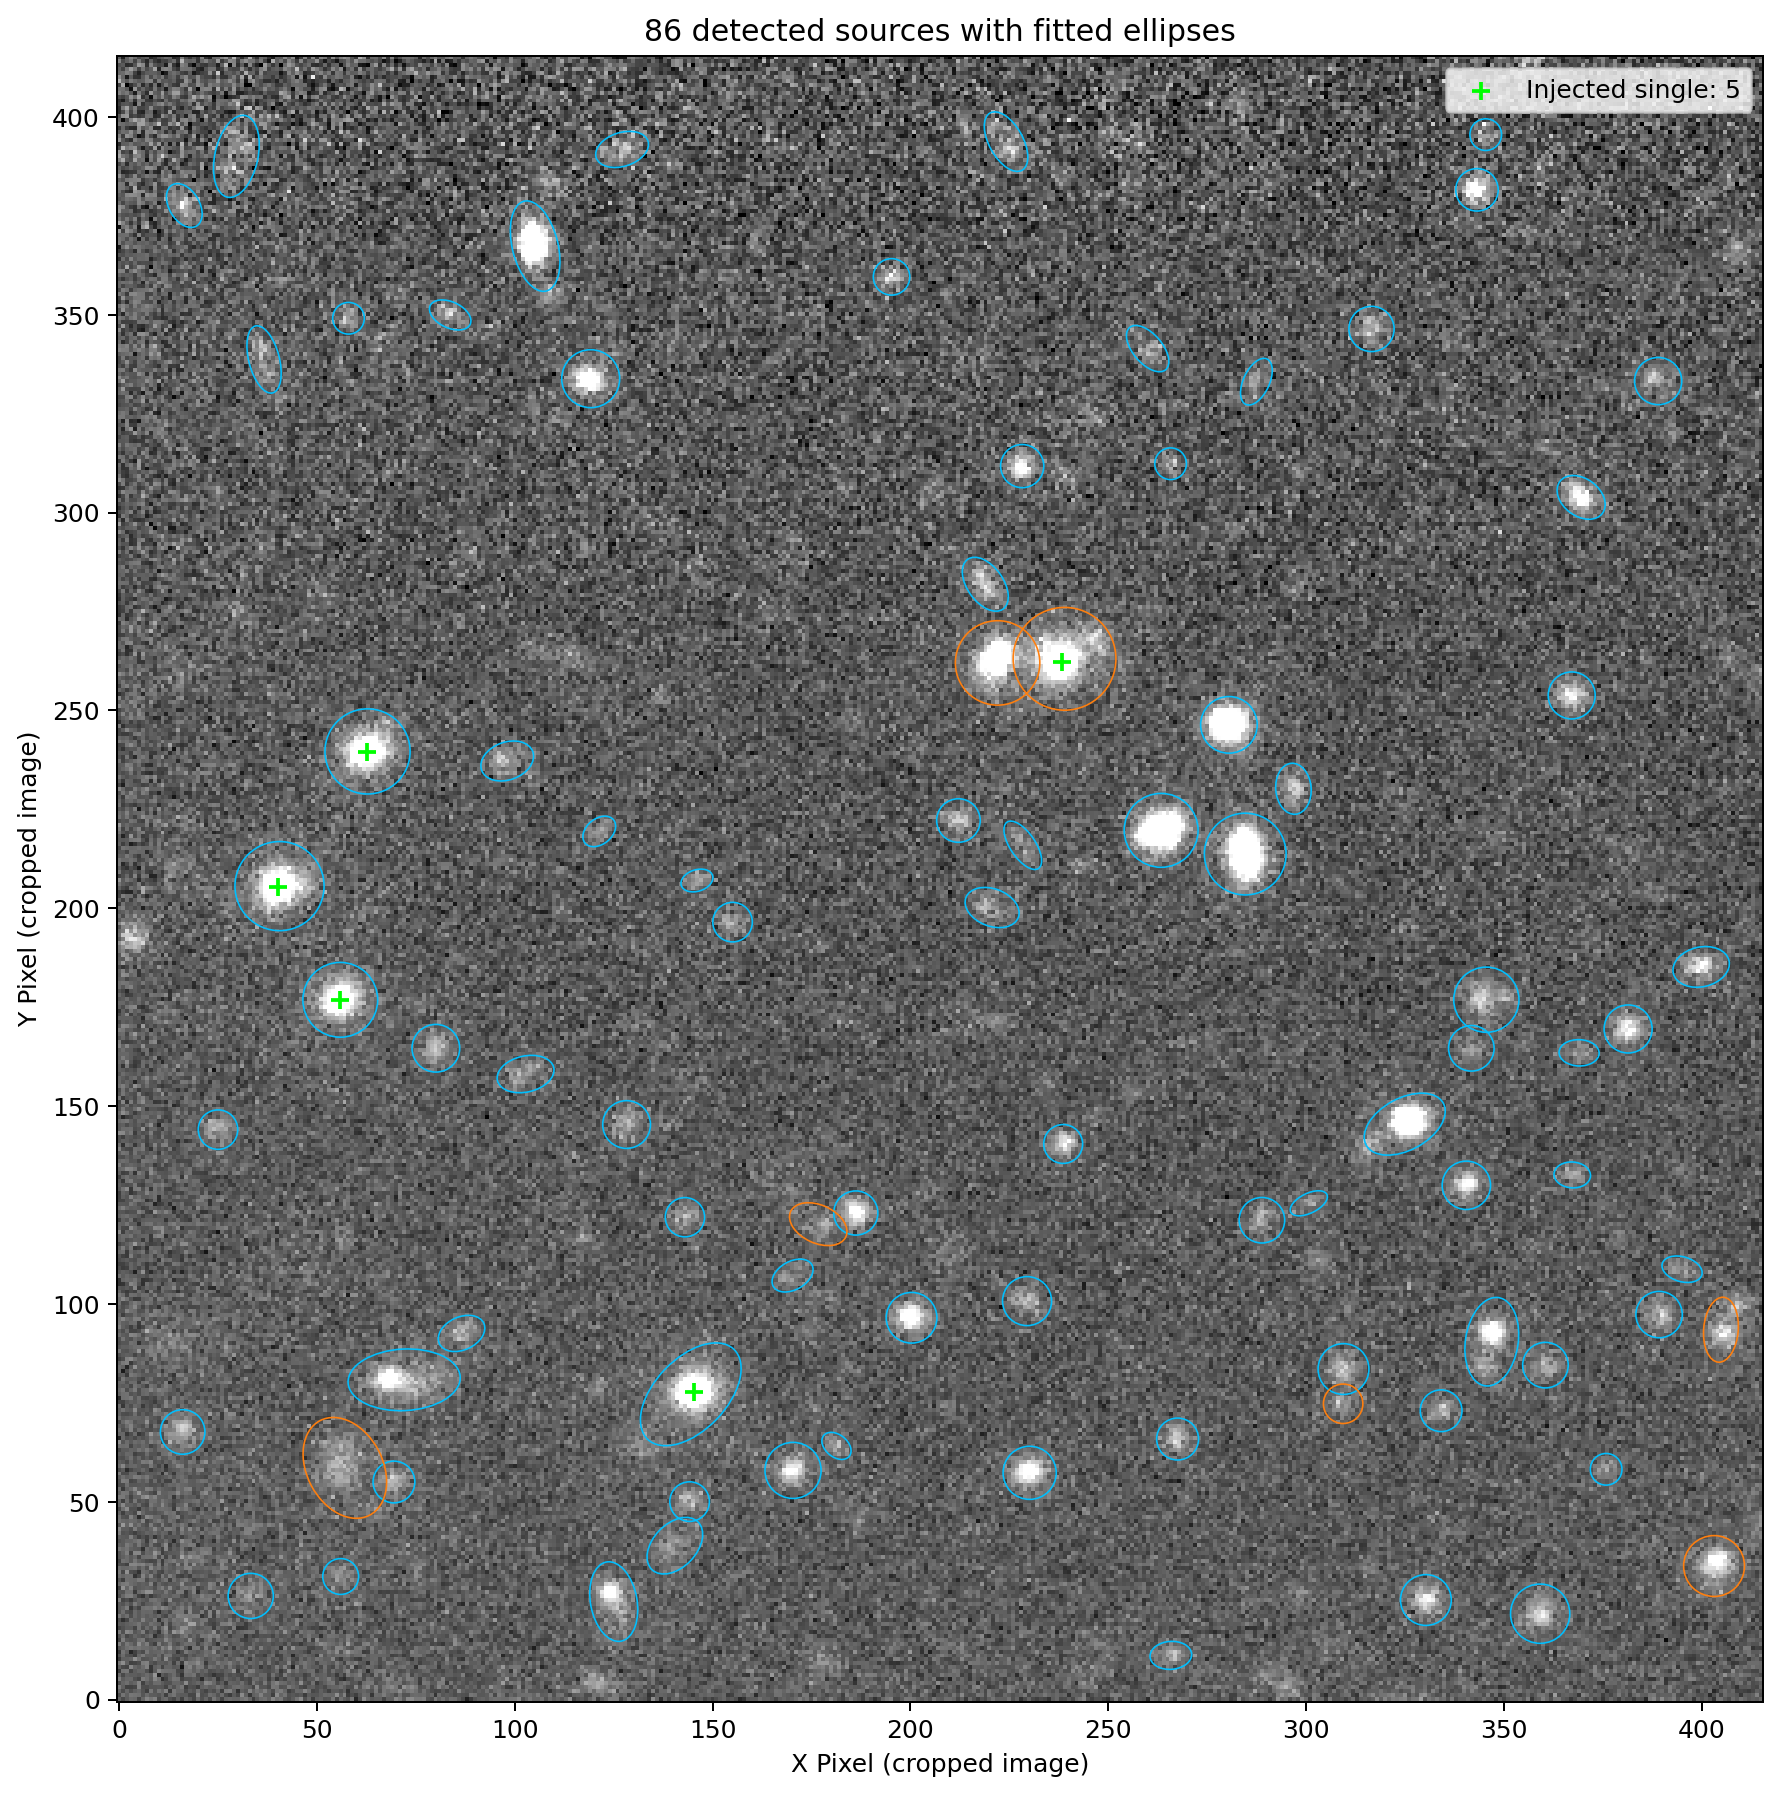 86 detected sources with fitted ellipses
Injected single: 5
Y Pixel (cropped image)
400
350
300
250
200
150
100
50
0
0 50 100 150 200 250 300 350 400
X Pixel (cropped image)